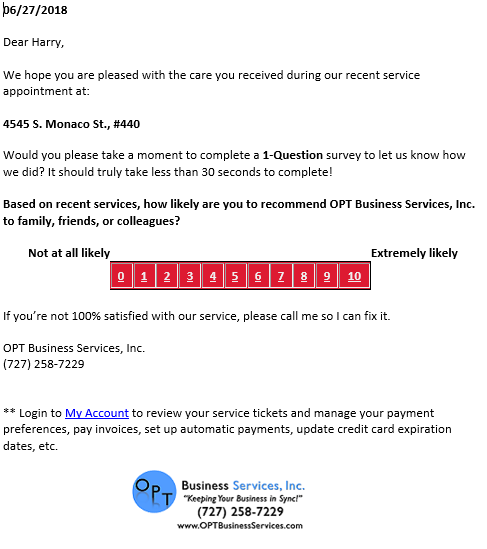 06/27/2018
Dear Harry,
We hope you are pleased with the care you received during our recent service
appointment at:
4545 S. Monaco St., #440
Would you please take a moment to complete a 1-Question survey to let us know how
we did? It should truly take less than 30 seconds to complete!
Based on recent services, how likely are you to recommend OPT Business Services, Inc.
to family, friends, or colleagues?
Not at all likely Extremely likely
0 1 2 3 4 5 6 7 8 9 10
If you’re not 100% satisfied with our service, please call me so I can fix it.
OPT Business Services, Inc.
(727) 258-7229
** Login to My Account to review your service tickets and manage your payment
preferences, pay invoices, set up automatic payments, update credit card expiration
dates, etc.
OPT Business Services, Inc.
“Keeping Your Business in Sync!”
(727) 258-7229
www.OPTBusinessServices.com